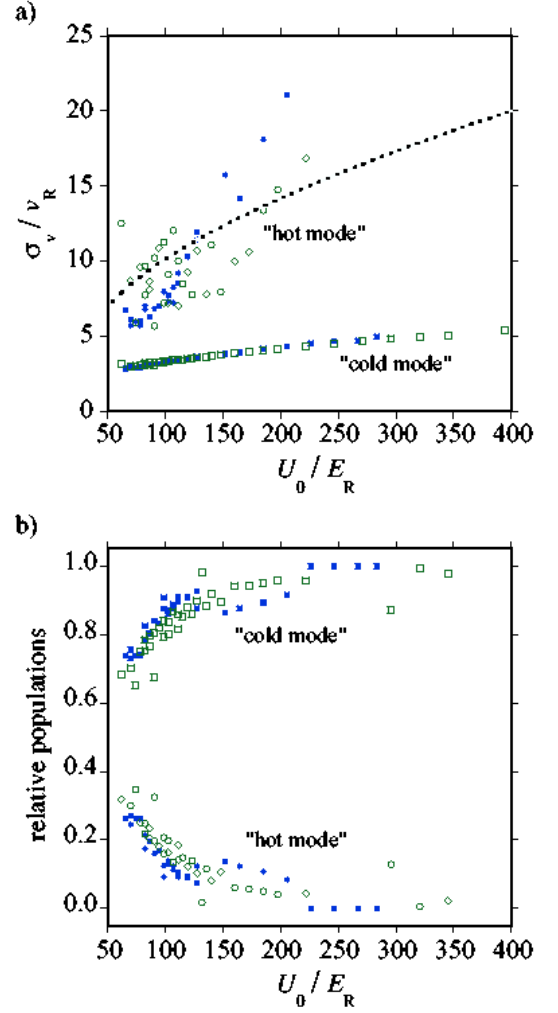 a)
25
20
15
10
5
0
σv / vR
"hot mode"
"cold mode"
50 100 150 200 250 300 350 400
U0 / ER
b)
1.0
0.8
0.6
0.4
0.2
0.0
relative populations
"cold mode"
"hot mode"
50 100 150 200 250 300 350 400
U0 / ER